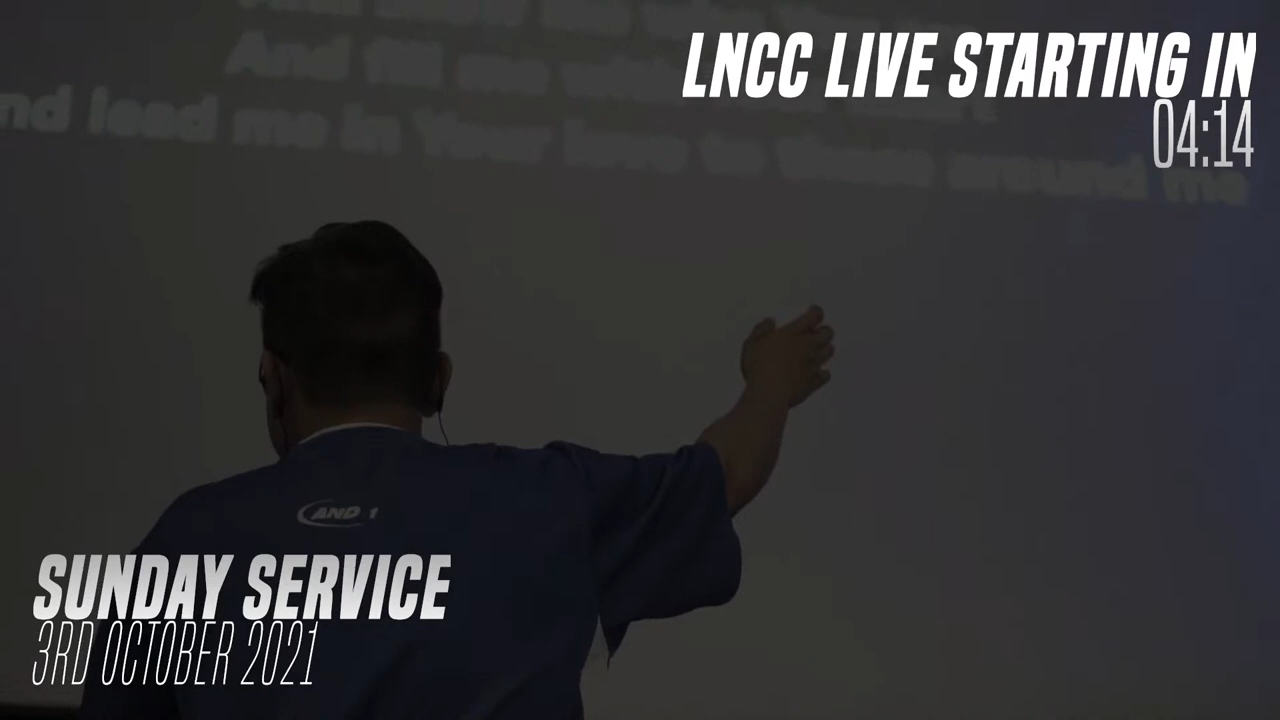 And fill me with
LNCC LIVE STARTING IN
04:14
nd lead me in Your love to those around me
AND 1
SUNDAY SERVICE
3RD OCTOBER 2021